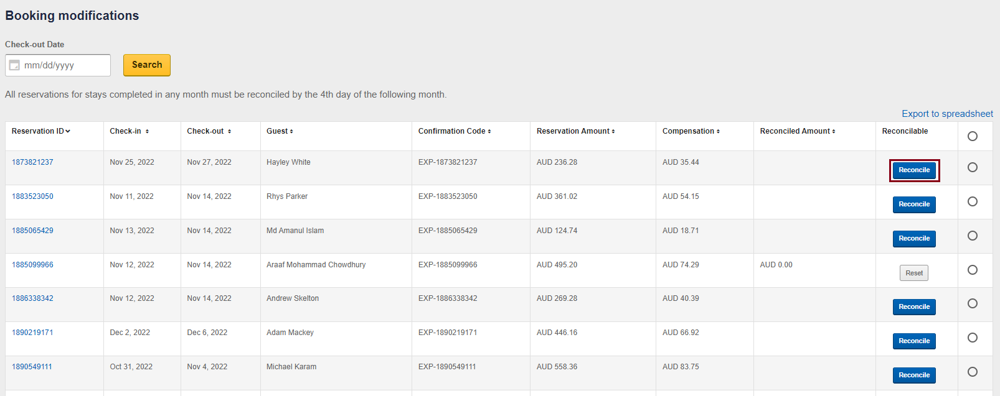 Booking modifications
Check-out Date
mm/dd/yyyy Search
All reservations for stays completed in any month must be reconciled by the 4th day of the following month.
Export to spreadsheet
Reservation ID Check-in Check-out Guest Confirmation Code Reservation Amount Compensation Reconciled Amount Reconcilable
1873821237 Nov 25, 2022 Nov 27, 2022 Hayley White EXP-1873821237 AUD 236.28 AUD 35.44 Reconcile
1883523050 Nov 11, 2022 Nov 14, 2022 Rhys Parker EXP-1883523050 AUD 361.02 AUD 54.15 Reconcile
1885065429 Nov 13, 2022 Nov 14, 2022 Md Amanul Islam EXP-1885065429 AUD 124.74 AUD 18.71 Reconcile
1885099966 Nov 12, 2022 Nov 14, 2022 Araaf Mohammad Chowdhury EXP-1885099966 AUD 495.20 AUD 74.29 AUD 0.00 Reset
1886338342 Nov 12, 2022 Nov 14, 2022 Andrew Skelton EXP-1886338342 AUD 269.28 AUD 40.39 Reconcile
1890219171 Dec 2, 2022 Dec 6, 2022 Adam Mackey EXP-1890219171 AUD 446.16 AUD 66.92 Reconcile
1890549111 Oct 31, 2022 Nov 4, 2022 Michael Karam EXP-1890549111 AUD 558.36 AUD 83.75 Reconcile